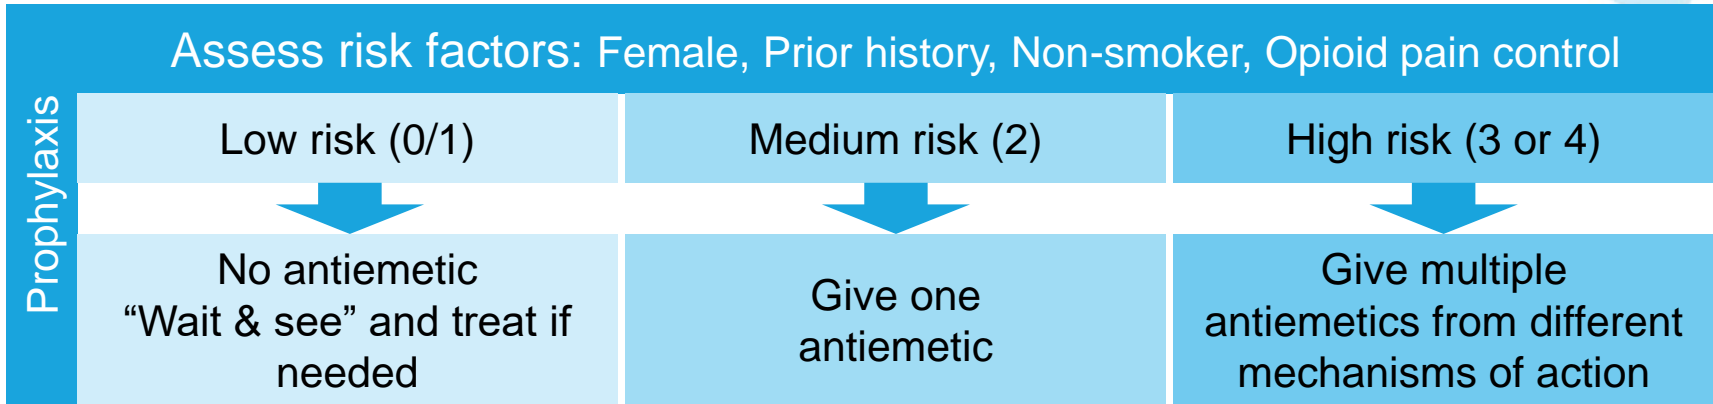 Assess risk factors: Female, Prior history, Non-smoker, Opioid pain control
Prophylaxis
Low risk (0/1)
Medium risk (2)
High risk (3 or 4)
No antiemetic
“Wait & see” and treat if
needed
Give one
antiemetic
Give multiple
antiemetics from different
mechanisms of action